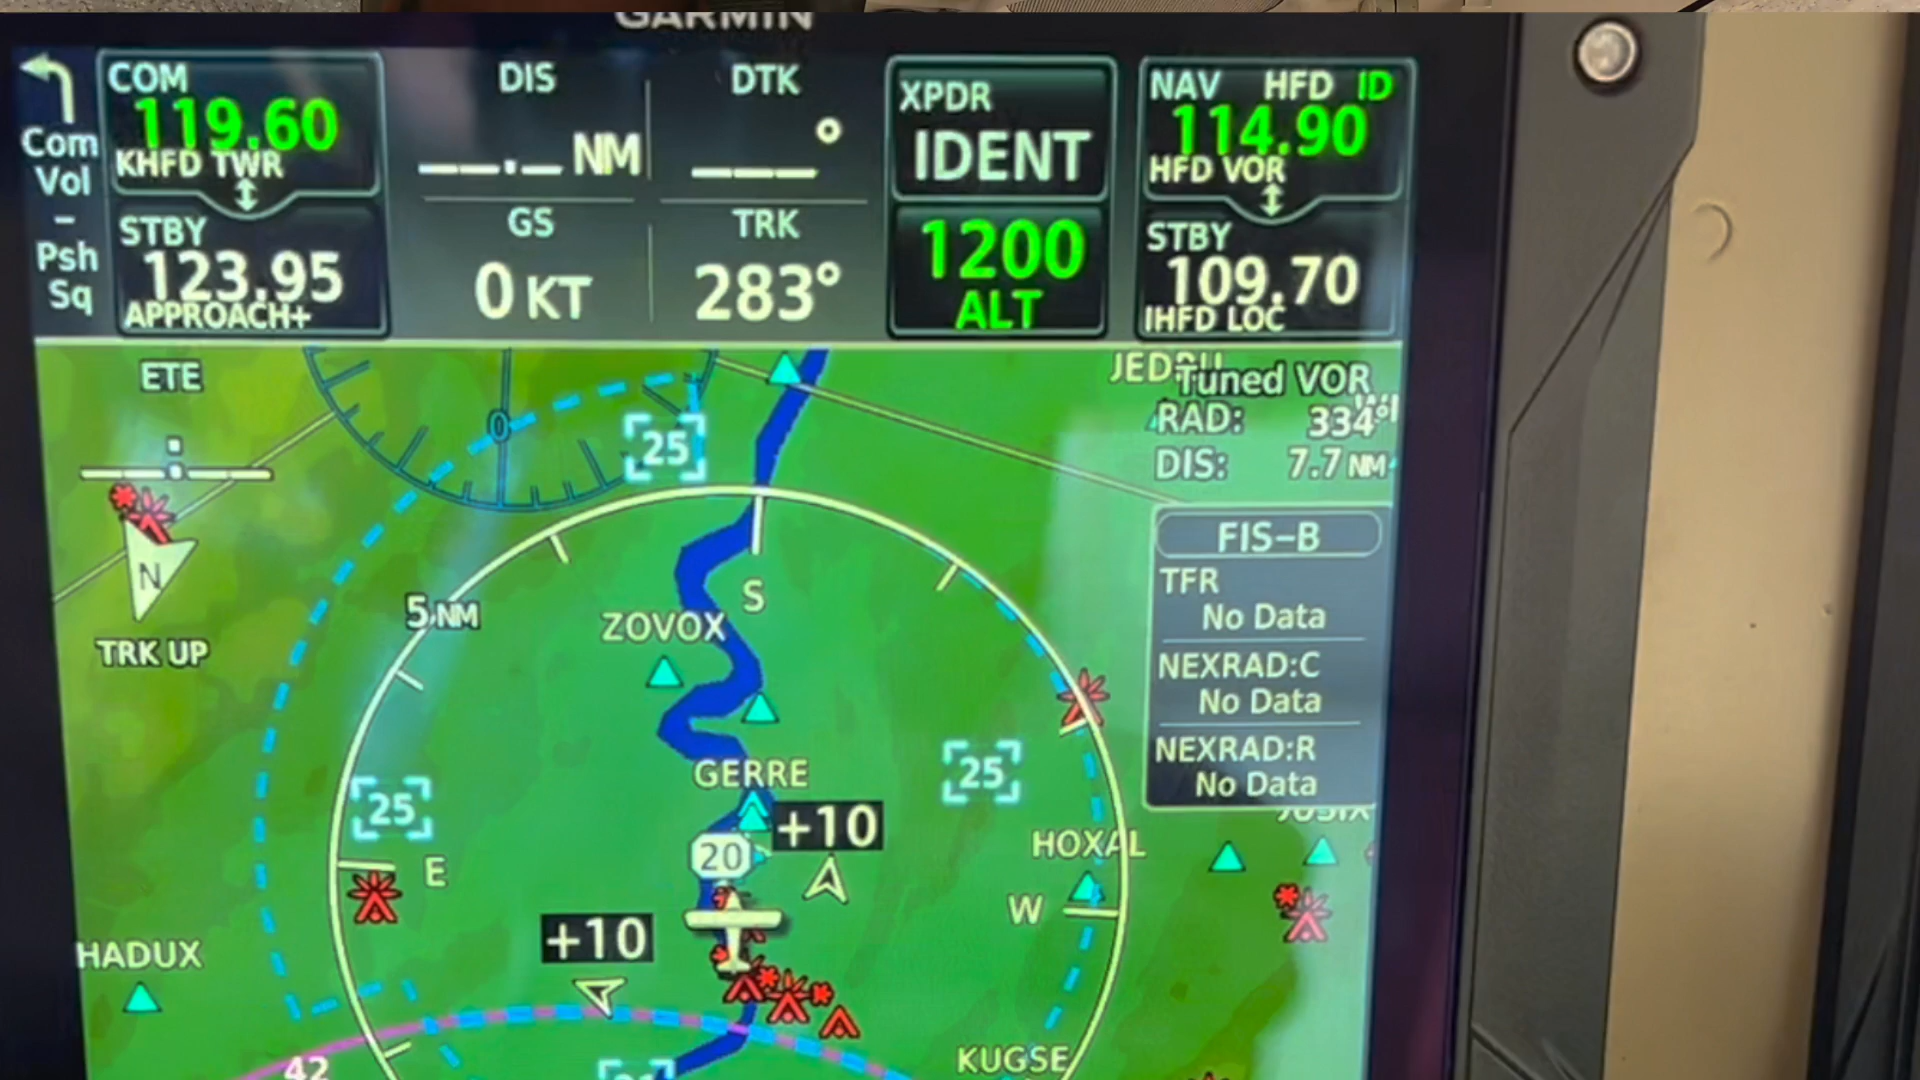 GARMIN
Com
Vol
-
Psh
Sq
COM
119.60
KHFD TWR
STBY
123.95
APPROACH+
DIS
__._ NM
DTK
___°
GS
0 KT
TRK
283°
XPDR
IDENT
1200
ALT
NAV HFD ID
114.90
HFD VOR
STBY
109.70
IHFD LOC
ETE
N
TRK UP
0
25
Tuned VOR
RAD: 334°
DIS: 7.7 NM
FIS-B
TFR
No Data
NEXRAD:C
No Data
NEXRAD:R
No Data
5 NM
S
ZOVOX
GERRE
25
25
+10
20
HOXAL
E
W
+10
HADUX
KUGSE
42